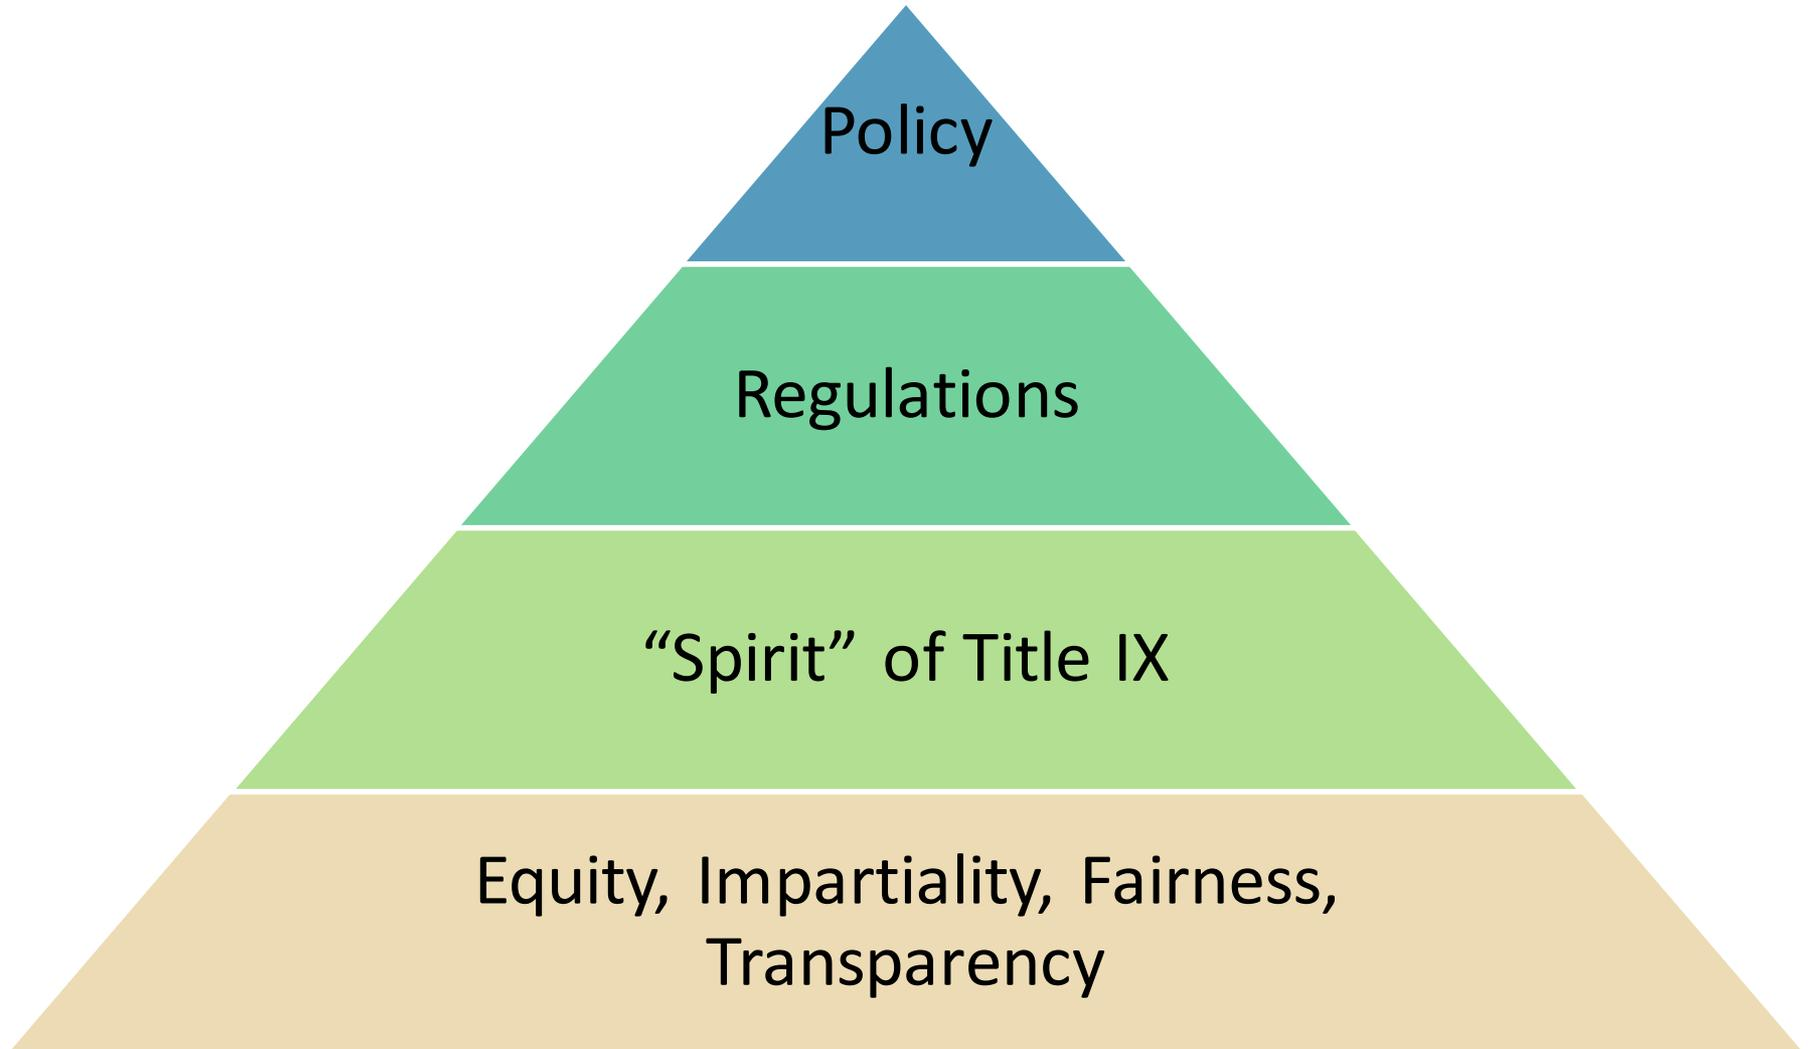 Policy
Regulations
“Spirit” of Title IX
Equity, Impartiality, Fairness,
Transparency